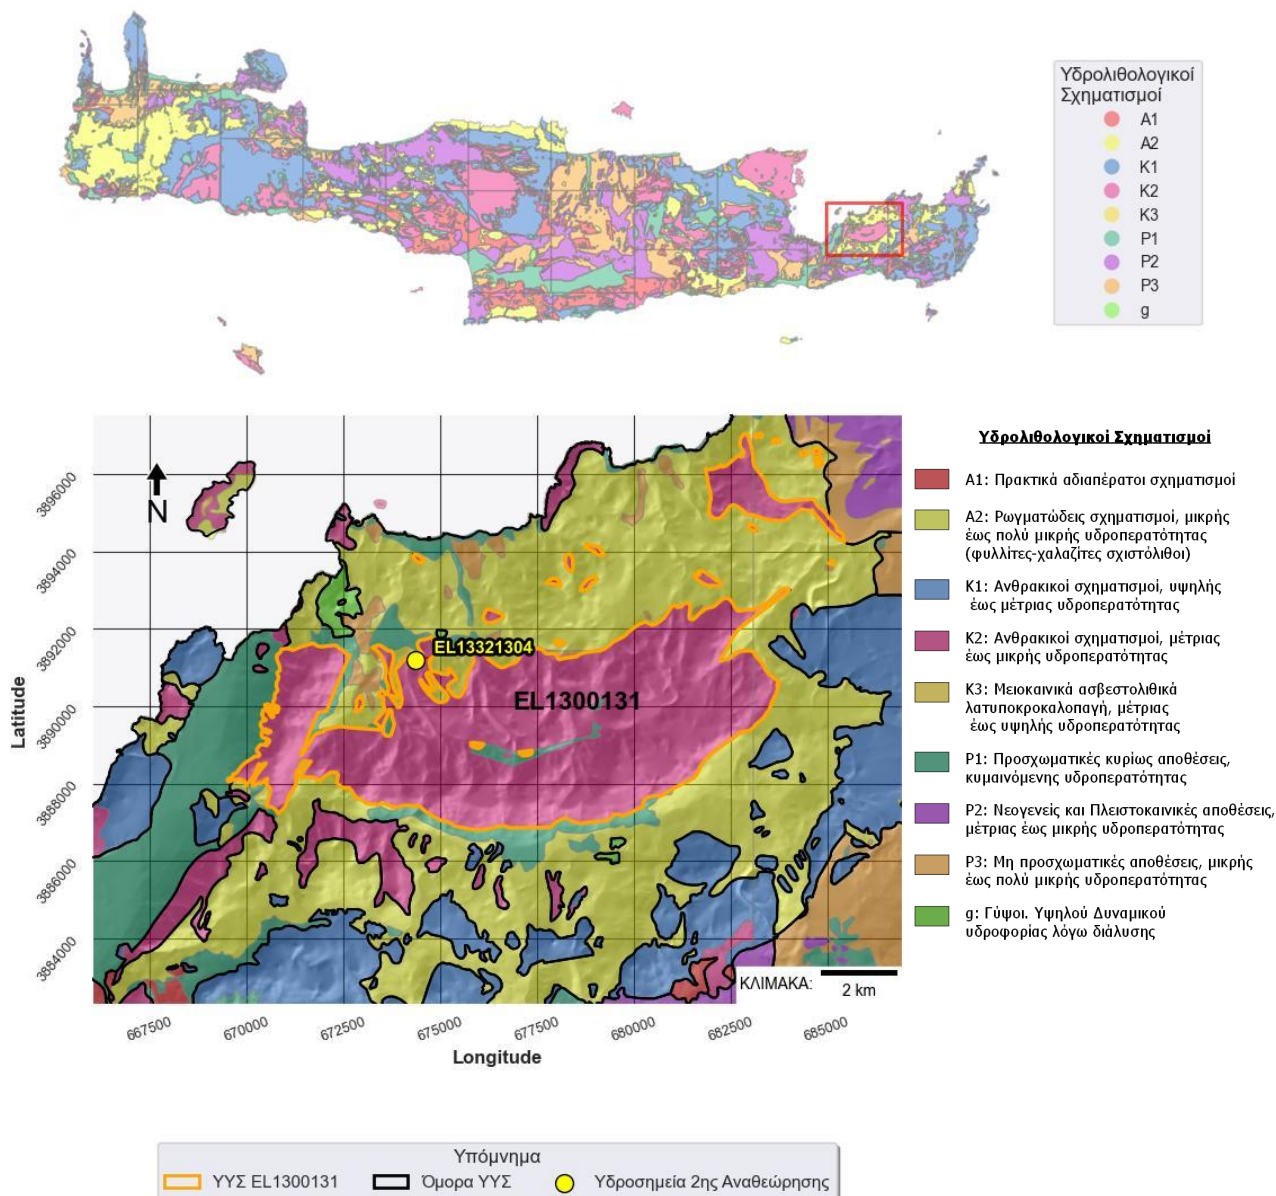 Υδρολιθολογικοί
Σχηματισμοί
A1
A2
K1
K2
K3
P1
P2
P3
g
Υδρολιθολογικοί Σχηματισμοί
A1: Πρακτικά αδιαπέρατοι σχηματισμοί
A2: Ρωγματώδεις σχηματισμοί, μικρής
έως πολύ μικρής υδροπερατότητας
(φυλλίτες-χαλαζίτες σχιστόλιθοι)
K1: Ανθρακικοί σχηματισμοί, υψηλής
έως μέτριας υδροπερατότητας
K2: Ανθρακικοί σχηματισμοί, μέτριας
έως μικρής υδροπερατότητας
K3: Μειοκαινικά ασβεστολιθικά
λατυποκροκαλοπαγή, μέτριας
έως υψηλής υδροπερατότητας
P1: Προσχωματικές κυρίως αποθέσεις,
κυμαινόμενης υδροπερατότητας
P2: Νεογενείς και Πλειστοκαινικές αποθέσεις,
μέτριας έως μικρής υδροπερατότητας
P3: Μη προσχωματικές αποθέσεις, μικρής
έως πολύ μικρής υδροπερατότητας
g: Γύψοι. Υψηλού Δυναμικού
υδροφορίας λόγω διάλυσης
N
EL13321304
EL1300131
Latitude
3896000
3894000
3892000
3890000
3888000
3886000
3884000
ΚΛΙΜΑΚΑ:
2 km
667500
670000
672500
675000
677500
680000
682500
685000
Longitude
Υπόμνημα
ΥΥΣ EL1300131
Όμορα ΥΥΣ
Υδροσημεία 2ης Αναθεώρησης